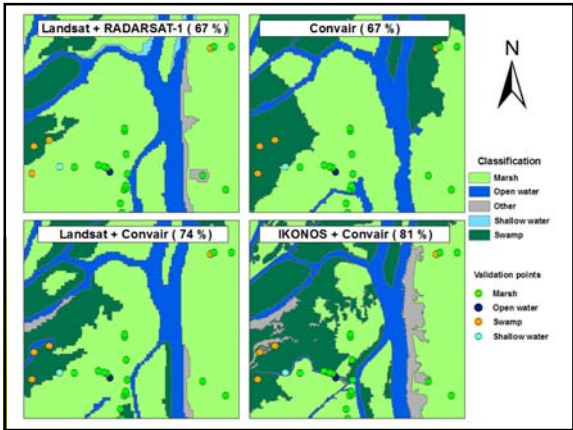 Landsat + RADARSAT-1 ( 67 % )
Convair ( 67 % )
N
Landsat + Convair ( 74 % )
IKONOS + Convair ( 81 % )
Classification
Marsh
Open water
Other
Shallow water
Swamp
Validation points
Marsh
Open water
Swamp
Shallow water